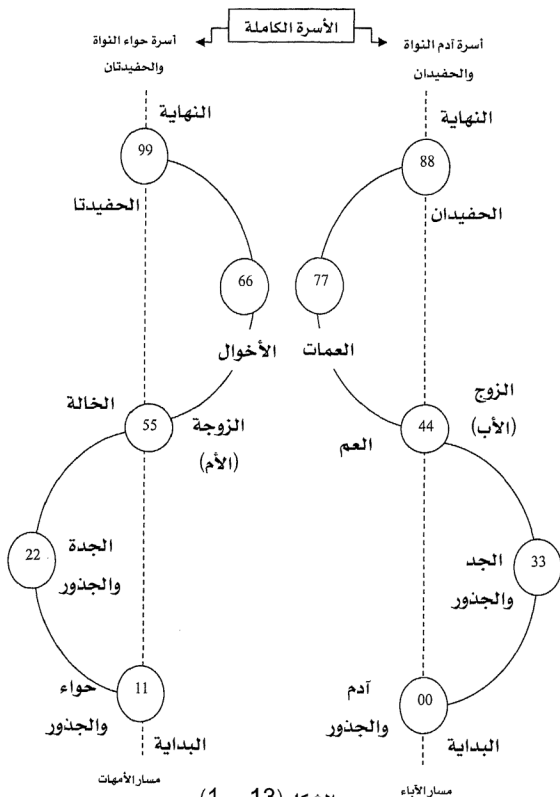 الأسرة الكاملة
أسرة آدم النواة
والحفيدان
أسرة حواء النواة
والحفيدتان
النهاية
88
الحفيدان
77
العمات
الزوج
(الأب)
44
العم
33
الجد
والجذور
آدم
والجذور
00
البداية
مسار الآباء
النهاية
99
الحفيدتا
66
الأخوال
الخالة
55
الزوجة
(الأم)
22
الجدة
والجذور
حواء
والجذور
11
البداية
مسار الأمهات
(13 - 1)